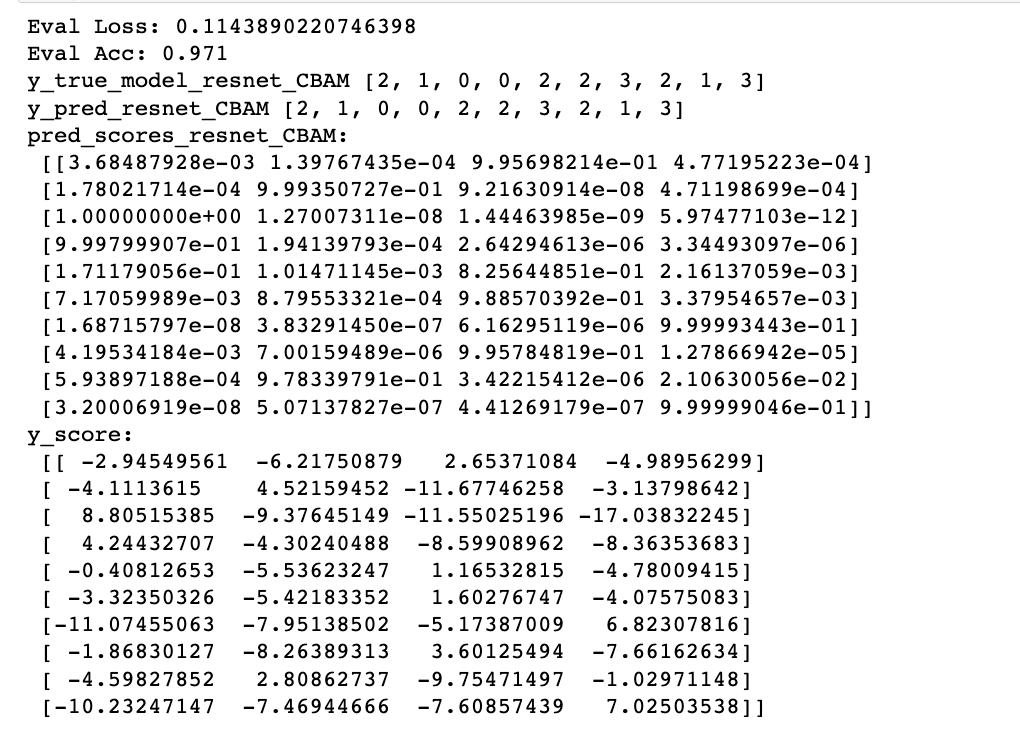 Eval Loss: 0.1143890220746398
Eval Acc: 0.971
y_true_model_resnet_CBAM [2, 1, 0, 0, 2, 2, 3, 2, 1, 3]
y_pred_resnet_CBAM [2, 1, 0, 0, 2, 2, 3, 2, 1, 3]
pred_scores_resnet_CBAM:
[[3.68487928e-03 1.39767435e-04 9.95698214e-01 4.77195223e-04]
[1.78021714e-04 9.99350727e-01 9.21630914e-08 4.71198699e-04]
[1.00000000e+00 1.27007311e-08 1.44463985e-09 5.97477103e-12]
[9.99799907e-01 1.94139793e-04 2.64294613e-06 3.34493097e-06]
[1.71179056e-01 1.01471145e-03 8.25644851e-01 2.16137059e-03]
[7.17059989e-03 8.79553321e-04 9.88570392e-01 3.37954657e-03]
[1.68715797e-08 3.83291450e-07 6.16295119e-06 9.99993443e-01]
[4.19534184e-03 7.00159489e-06 9.95784819e-01 1.27866942e-05]
[5.93897188e-04 9.78339791e-01 3.42215412e-06 2.10630056e-02]
[3.20006919e-08 5.07137827e-07 4.41269179e-07 9.99999046e-01]]
y_score:
[[ -2.94549561  -6.21750879   2.65371084  -4.98956299]
[ -4.1113615    4.52159452 -11.67746258  -3.13798642]
[  8.80515385  -9.37645149 -11.55025196 -17.03832245]
[  4.24432707  -4.30240488  -8.59908962  -8.36353683]
[ -0.40812653  -5.53623247   1.16532815  -4.78009415]
[ -3.32350326  -5.42183352   1.60276747  -4.07575083]
[-11.07455063  -7.95138502  -5.17387009   6.82307816]
[ -1.86830127  -8.26389313   3.60125494  -7.66162634]
[ -4.59827852   2.80862737  -9.75471497  -1.02971148]
[-10.23247147  -7.46944666  -7.60857439   7.02503538]]